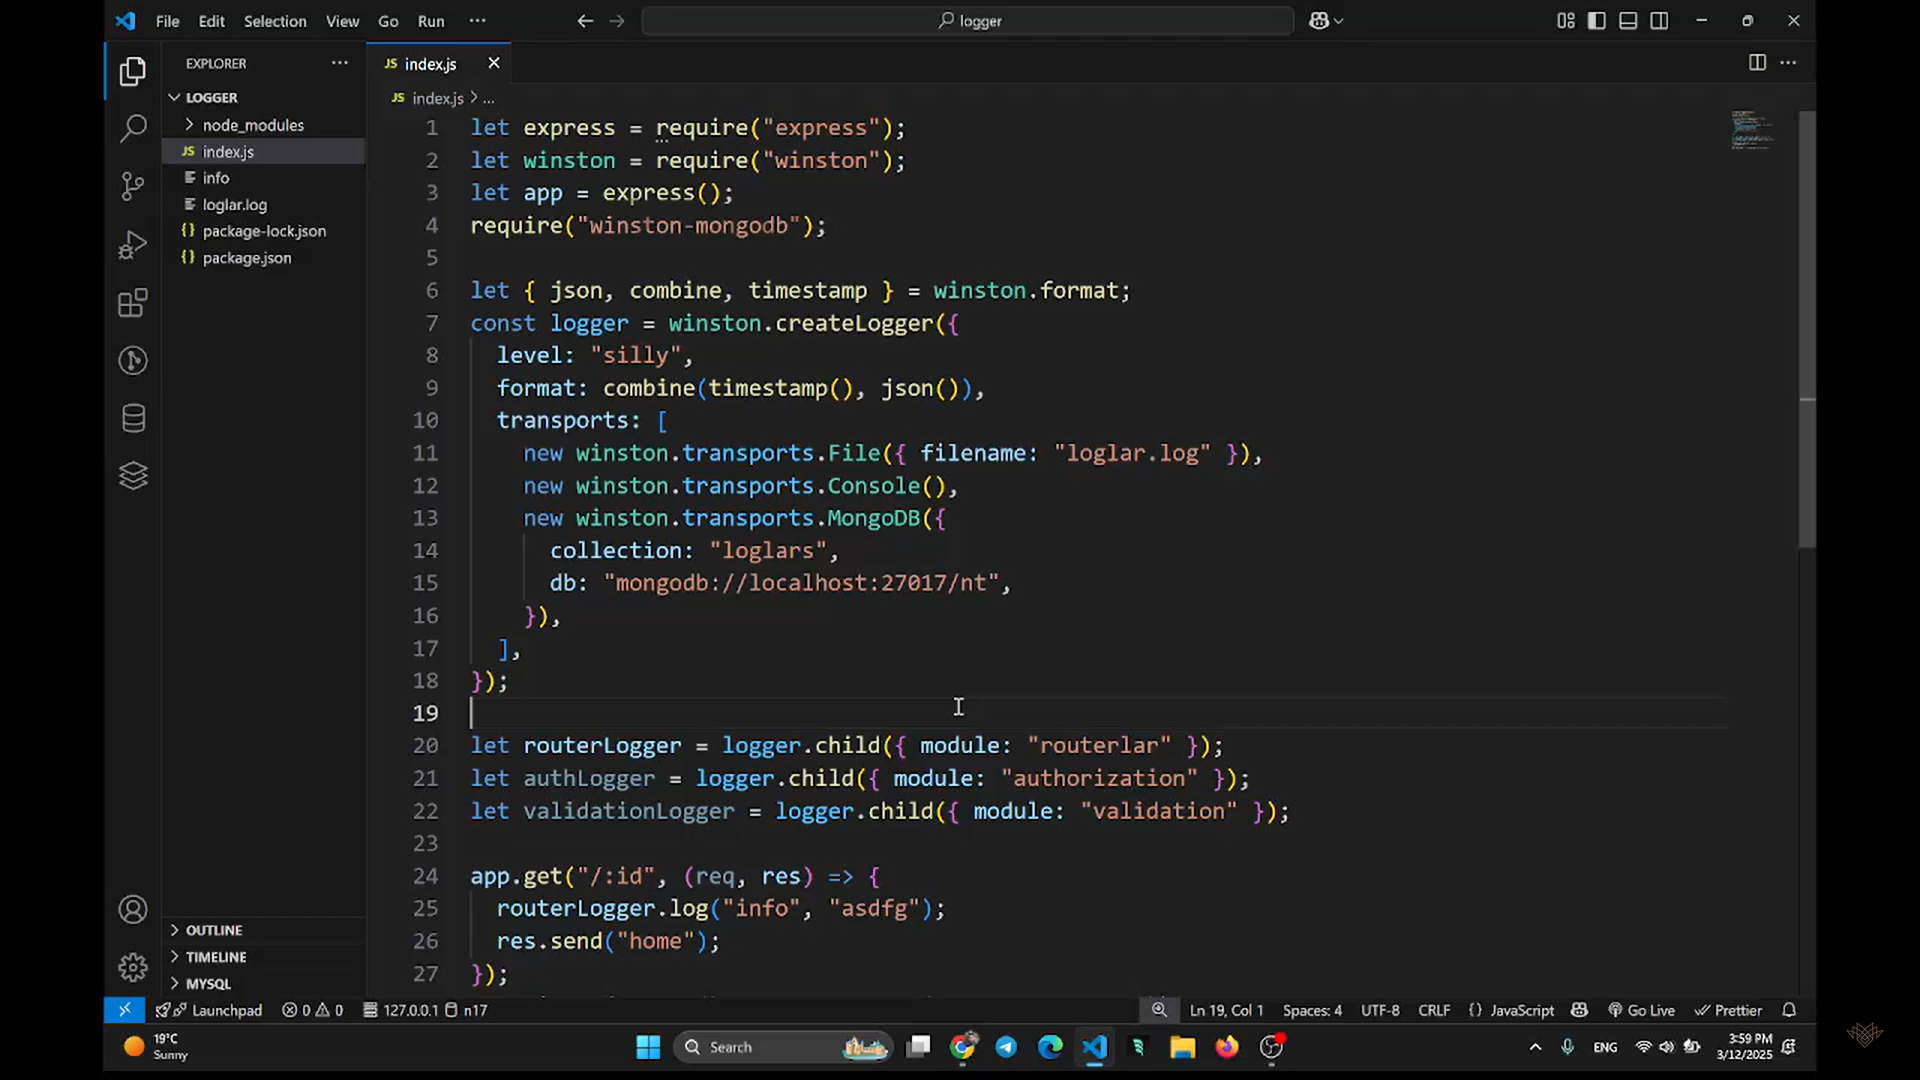 File Edit Selection View Go Run ··· logger
EXPLORER ···
LOGGER
node_modules
JS index.js
info
loglar.log
{} package-lock.json
{} package.json
OUTLINE
TIMELINE
MYSQL
JS index.js
JS index.js > ...
1 let express = require("express");
2 let winston = require("winston");
3 let app = express();
4 require("winston-mongodb");
5
6 let { json, combine, timestamp } = winston.format;
7 const logger = winston.createLogger({
8 level: "silly",
9 format: combine(timestamp(), json()),
10 transports: [
11 new winston.transports.File({ filename: "loglar.log" }),
12 new winston.transports.Console(),
13 new winston.transports.MongoDB({
14 collection: "loglars",
15 db: "mongodb://localhost:27017/nt",
16 }),
17 ],
18 });
19
20 let routerLogger = logger.child({ module: "routerlar" });
21 let authLogger = logger.child({ module: "authorization" });
22 let validationLogger = logger.child({ module: "validation" });
23
24 app.get("/:id", (req, res) => {
25 routerLogger.log("info", "asdfg");
26 res.send("home");
27 });
Launchpad 0 0 127.0.0.1 n17 Ln 19, Col 1 Spaces: 4 UTF-8 CRLF {} JavaScript Go Live Prettier
19°C
Sunny
Search
ENG
3:59 PM
3/12/2025